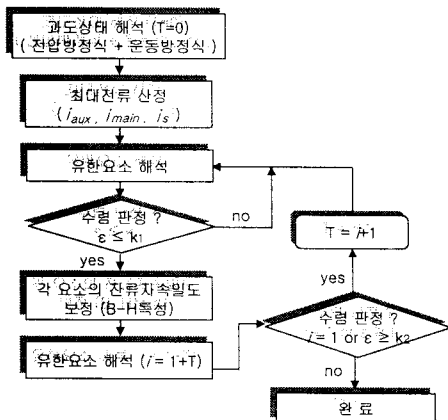 과도상태 해석 (T=0)
( 전압방정식 + 운동방정식 )
최대전류 산정
( iaux , imain , is )
유한요소 해석
수렴 판정 ?
ε ≤ k1
no
yes
각 요소의 잔류자속밀도
보정 (B-H특성)
유한요소 해석 (i = 1+T)
T = i+1
yes
수렴 판정 ?
i = 1 or ε ≥ k2
no
완 료